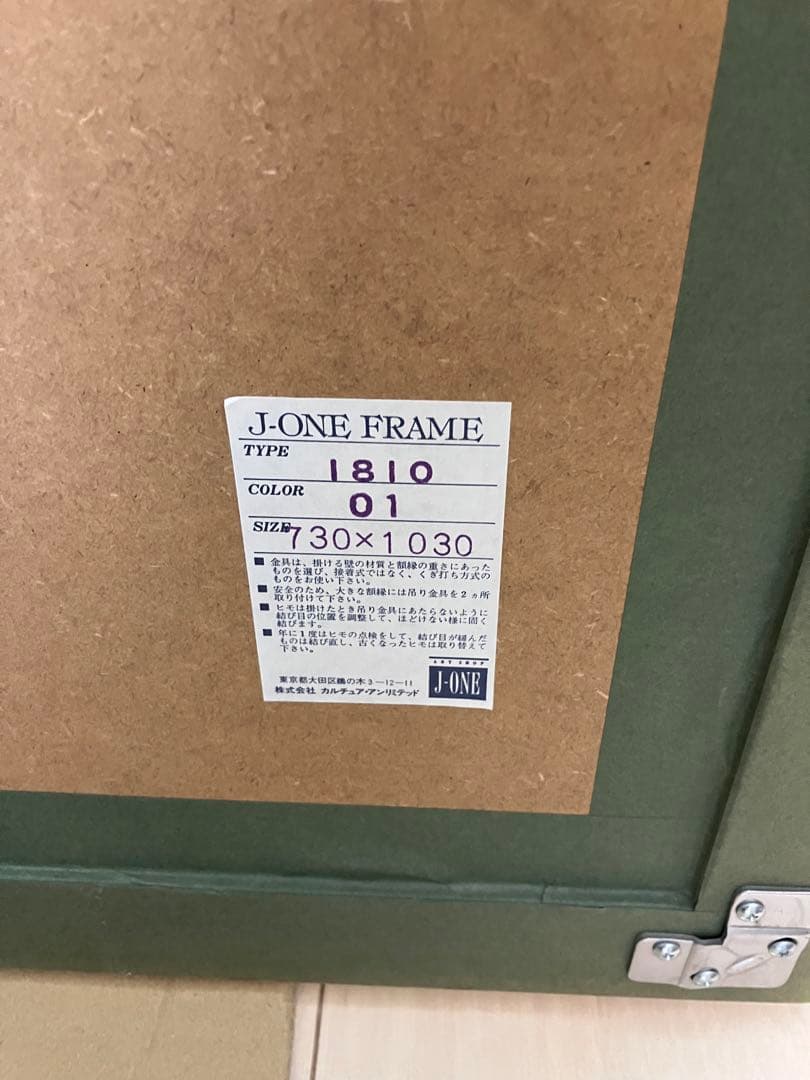 J-ONE FRAME
TYPE
1810
COLOR
01
SIZE
730×1030
■ 金具は、掛ける壁の材質と額縁の重さにあった
ものを選び、接着式ではなく、くぎ打ち方式の
ものをお使い下さい。
■ 安全のため、大きな額縁には吊り金具を2ヵ所
取り付けて下さい。
■ ヒモは掛けたとき吊り金具にあたらないように
結び目の位置を調整して、ほどけない様に固く
結びます。
■ 年に1度はヒモの点検をして、結び目が緩んだ
ものは結び直し、古くなったヒモは取り替えて
下さい。
ART SHOP
J-ONE
東京都大田区鵜の木3-12-11
株式会社 カルチュア・アンリミテッド